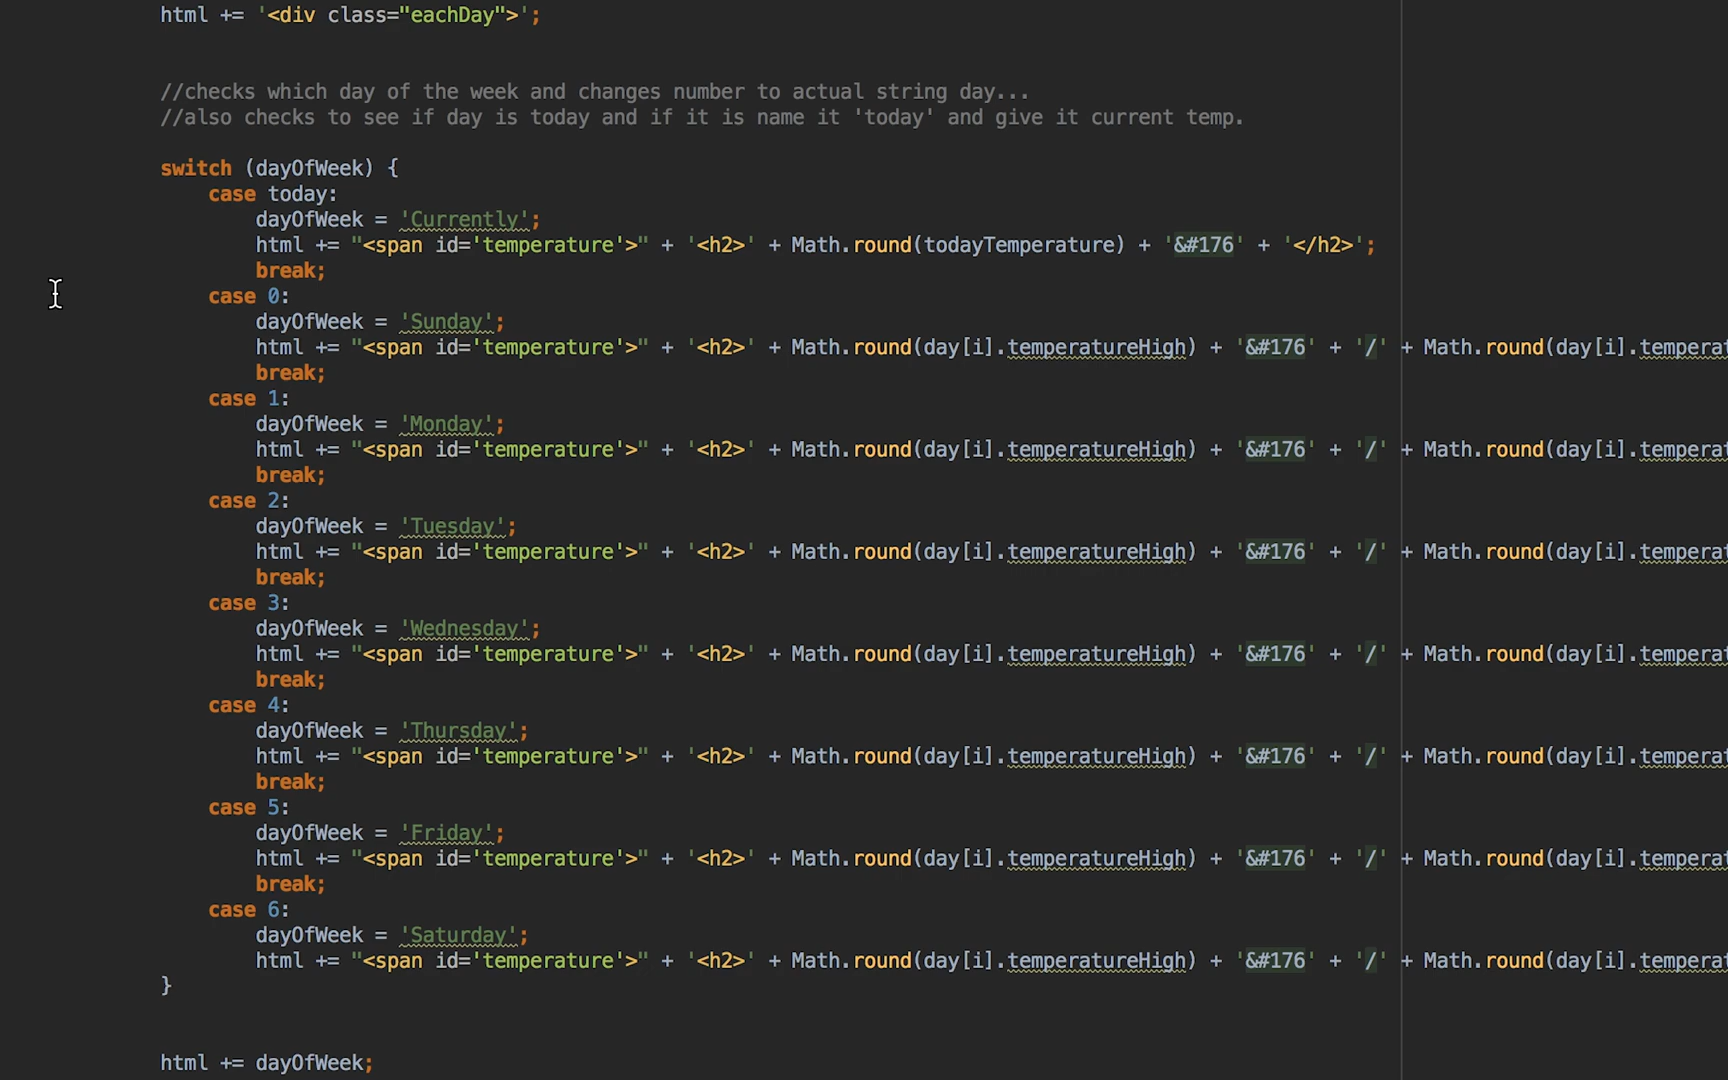 html += '<div class="eachDay">';
//checks which day of the week and changes number to actual string day...
//also checks to see if day is today and if it is name it 'today' and give it current temp.
switch (dayOfWeek) {
case today:
dayOfWeek = 'Currently';
html += "<span id='temperature'>" + '<h2>' + Math.round(todayTemperature) + '&#176' + '</h2>';
break;
case 0:
dayOfWeek = 'Sunday';
html += "<span id='temperature'>" + '<h2>' + Math.round(day[i].temperatureHigh) + '&#176' + '/' + Math.round(day[i].temperat
break;
case 1:
dayOfWeek = 'Monday';
html += "<span id='temperature'>" + '<h2>' + Math.round(day[i].temperatureHigh) + '&#176' + '/' + Math.round(day[i].temperat
break;
case 2:
dayOfWeek = 'Tuesday';
html += "<span id='temperature'>" + '<h2>' + Math.round(day[i].temperatureHigh) + '&#176' + '/' + Math.round(day[i].temperat
break;
case 3:
dayOfWeek = 'Wednesday';
html += "<span id='temperature'>" + '<h2>' + Math.round(day[i].temperatureHigh) + '&#176' + '/' + Math.round(day[i].temperat
break;
case 4:
dayOfWeek = 'Thursday';
html += "<span id='temperature'>" + '<h2>' + Math.round(day[i].temperatureHigh) + '&#176' + '/' + Math.round(day[i].temperat
break;
case 5:
dayOfWeek = 'Friday';
html += "<span id='temperature'>" + '<h2>' + Math.round(day[i].temperatureHigh) + '&#176' + '/' + Math.round(day[i].temperat
break;
case 6:
dayOfWeek = 'Saturday';
html += "<span id='temperature'>" + '<h2>' + Math.round(day[i].temperatureHigh) + '&#176' + '/' + Math.round(day[i].temperat
}
html += dayOfWeek;